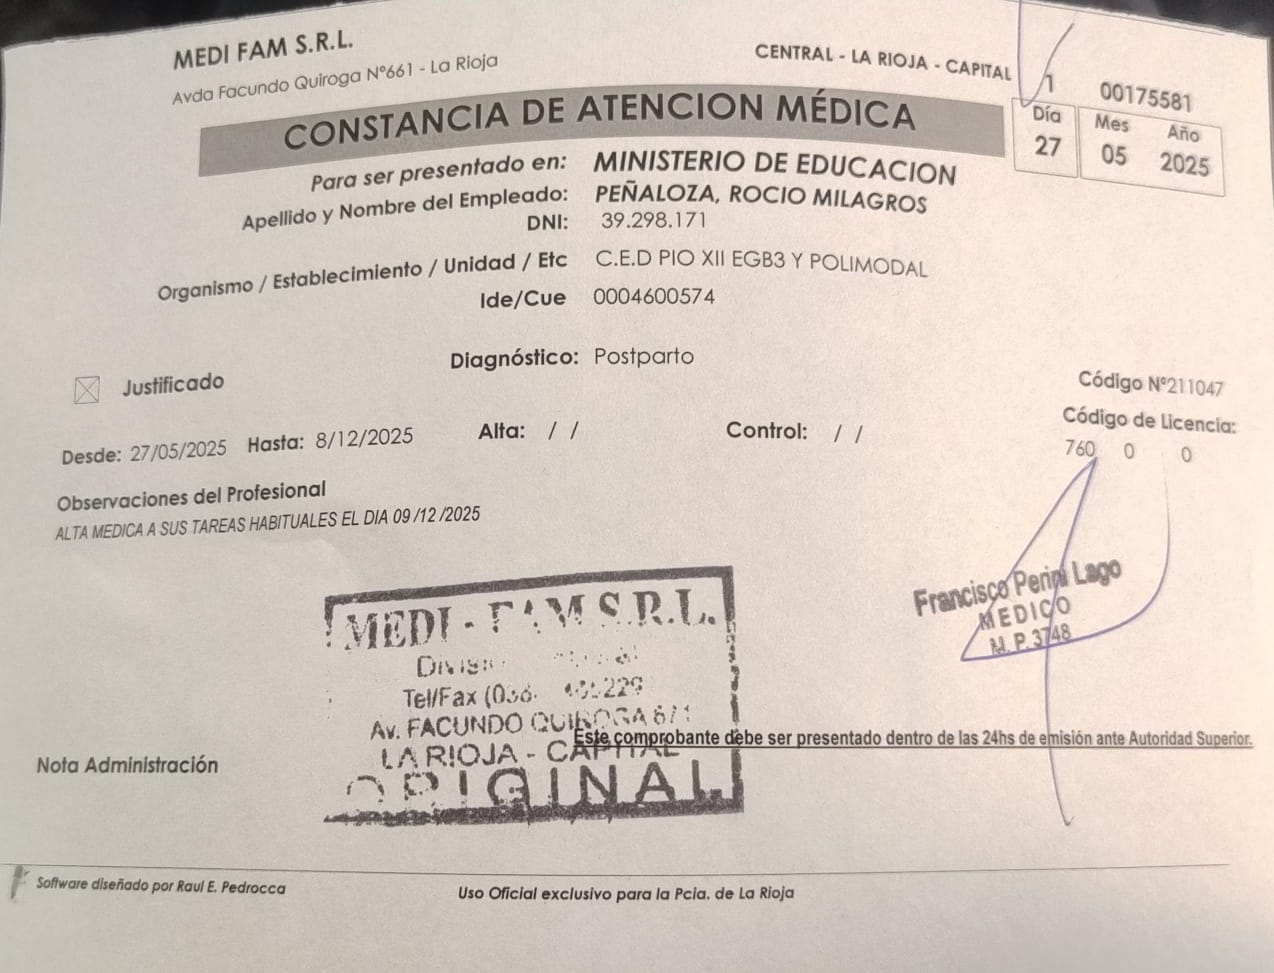 MEDI FAM S.R.L.
Avda Facundo Quiroga Nº661 - La Rioja
CENTRAL - LA RIOJA - CAPITAL
1 00175581
CONSTANCIA DE ATENCION MÉDICA
Día Mes Año
27 05 2025
Para ser presentado en: MINISTERIO DE EDUCACION
Apellido y Nombre del Empleado: PEÑALOZA, ROCIO MILAGROS
DNI: 39.298.171
Organismo / Establecimiento / Unidad / Etc C.E.D PIO XII EGB3 Y POLIMODAL
Ide/Cue 0004600574
Diagnóstico: Postparto
Justificado
Código Nº211047
Código de Licencia:
760 0 0
Desde: 27/05/2025 Hasta: 8/12/2025 Alta: / / Control: / /
Observaciones del Profesional
ALTA MEDICA A SUS TAREAS HABITUALES EL DIA 09 /12 /2025
Francisco Perini Lago
MEDICO
M. P. 3748
MEDI - FAM S.R.L.
Tel/Fax
Av. FACUNDO QUIROGA
LA RIOJA - CAPITAL
ORIGINAL
Este comprobante debe ser presentado dentro de las 24hs de emisión ante Autoridad Superior.
Nota Administración
Software diseñado por Raul E. Pedrocca
Uso Oficial exclusivo para la Pcia. de La Rioja